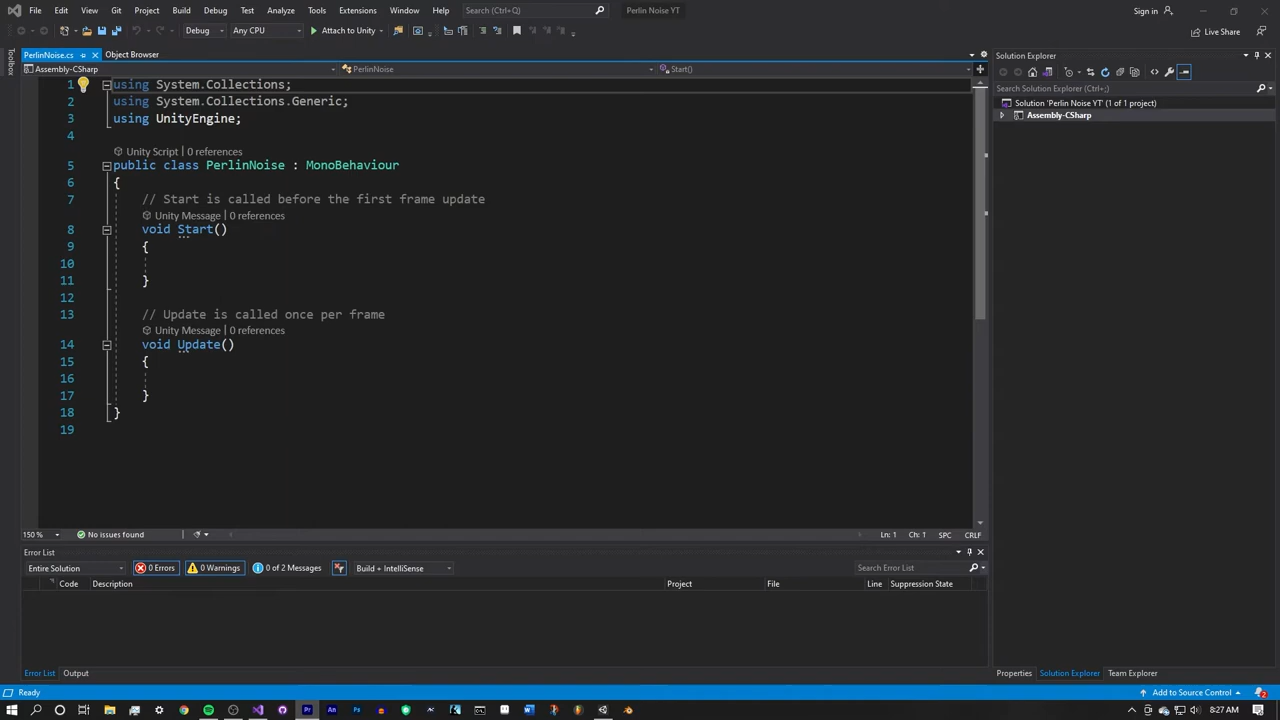 File Edit View Git Project Build Debug Test Analyze Tools Extensions Window Help Search (Ctrl+Q) Perlin Noise YT Sign in
Debug Any CPU Attach to Unity Live Share
Toolbox
PerlinNoise.cs Object Browser
Assembly-CSharp PerlinNoise Start()
1 using System.Collections;
2 using System.Collections.Generic;
3 using UnityEngine;
4
Unity Script | 0 references
5 public class PerlinNoise : MonoBehaviour
6 {
7 // Start is called before the first frame update
Unity Message | 0 references
8 void Start()
9 {
10
11 }
12
13 // Update is called once per frame
Unity Message | 0 references
14 void Update()
15 {
16
17 }
18 }
19
150 % No issues found Ln: 1 Ch: 1 SPC CRLF
Error List
Entire Solution 0 Errors 0 Warnings 0 of 2 Messages Build + IntelliSense Search Error List
Code Description Project File Line Suppression State
Error List Output
Solution Explorer
Search Solution Explorer (Ctrl+;)
Solution 'Perlin Noise YT' (1 of 1 project)
Assembly-CSharp
Properties Solution Explorer Team Explorer
Ready Add to Source Control 2
8:27 AM